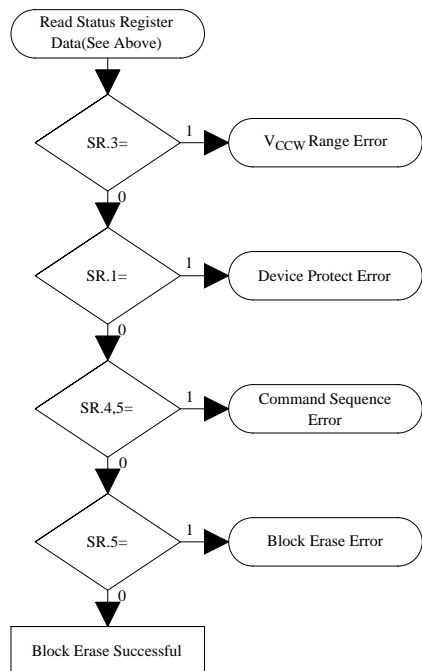 Read Status Register
Data(See Above)
SR.3=
1
VCCW Range Error
0
SR.1=
1
Device Protect Error
0
SR.4,5=
1
Command Sequence
Error
0
SR.5=
1
Block Erase Error
0
Block Erase Successful